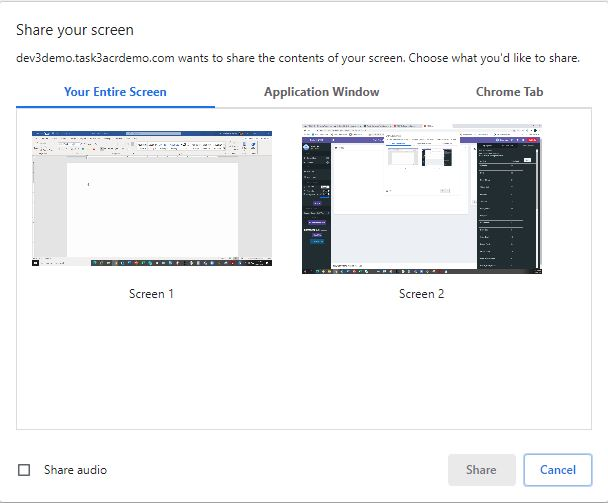 Share your screen
dev3demo.task3acrdemo.com wants to share the contents of your screen. Choose what you'd like to share.
Your Entire Screen
Application Window
Chrome Tab
Screen 1
Screen 2
Share audio
Share
Cancel